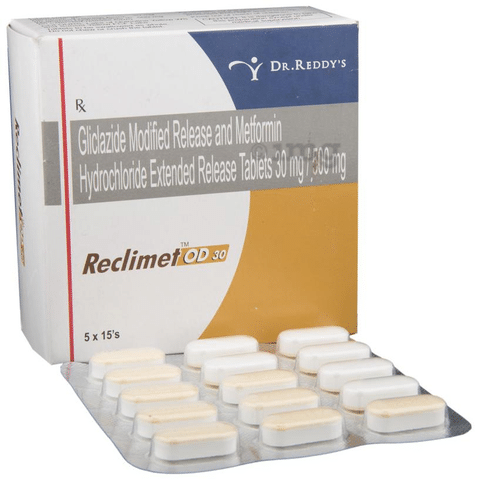 DR.REDDY'S
Rx
Gliclazide Modified Release and Metformin
Hydrochloride Extended Release Tablets 30 mg / 500 mg
Reclimet™ OD 30
5 x 15's
Reclimet